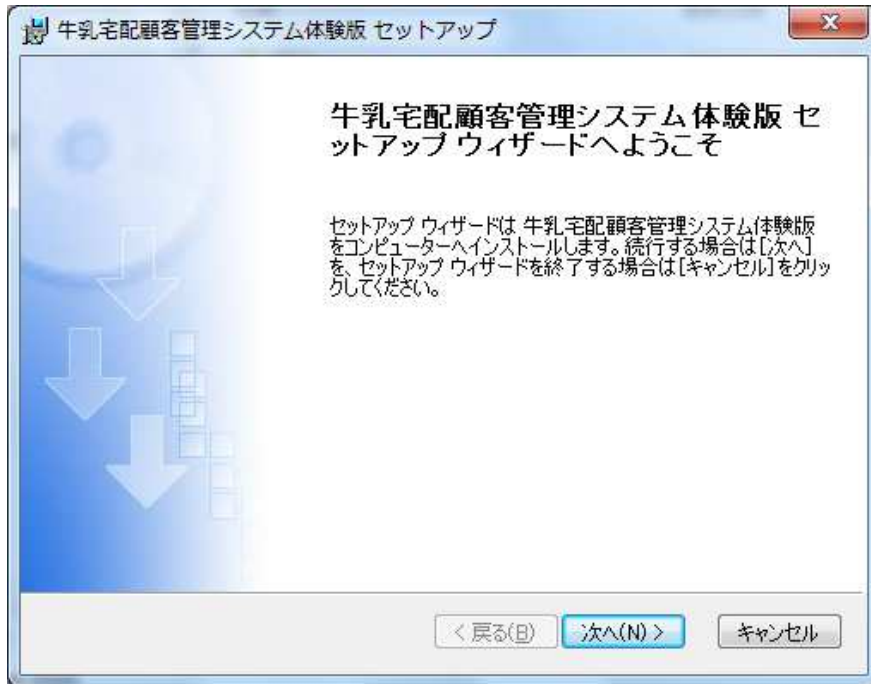 牛乳宅配顧客管理システム体験版 セットアップ
牛乳宅配顧客管理システム体験版 セ
ットアップ ウィザードへようこそ
セットアップ ウィザードは 牛乳宅配顧客管理システム体験版
をコンピューターへインストールします。続行する場合は[次へ]
を、セットアップ ウィザードを終了する場合は[キャンセル]をクリッ
クしてください。
< 戻る(B) 次へ(N) > キャンセル